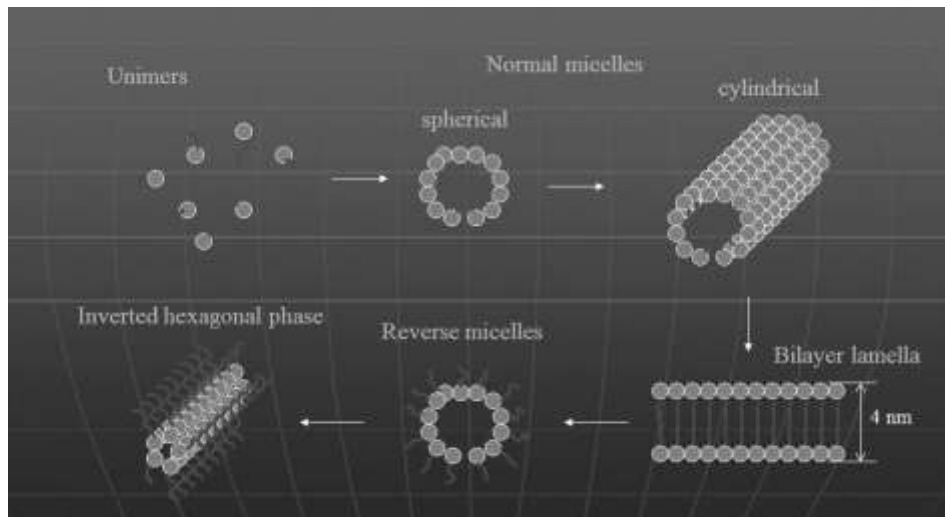 Unimers
Normal micelles
spherical
cylindrical
Inverted hexagonal phase
Reverse micelles
Bilayer lamella
4 nm